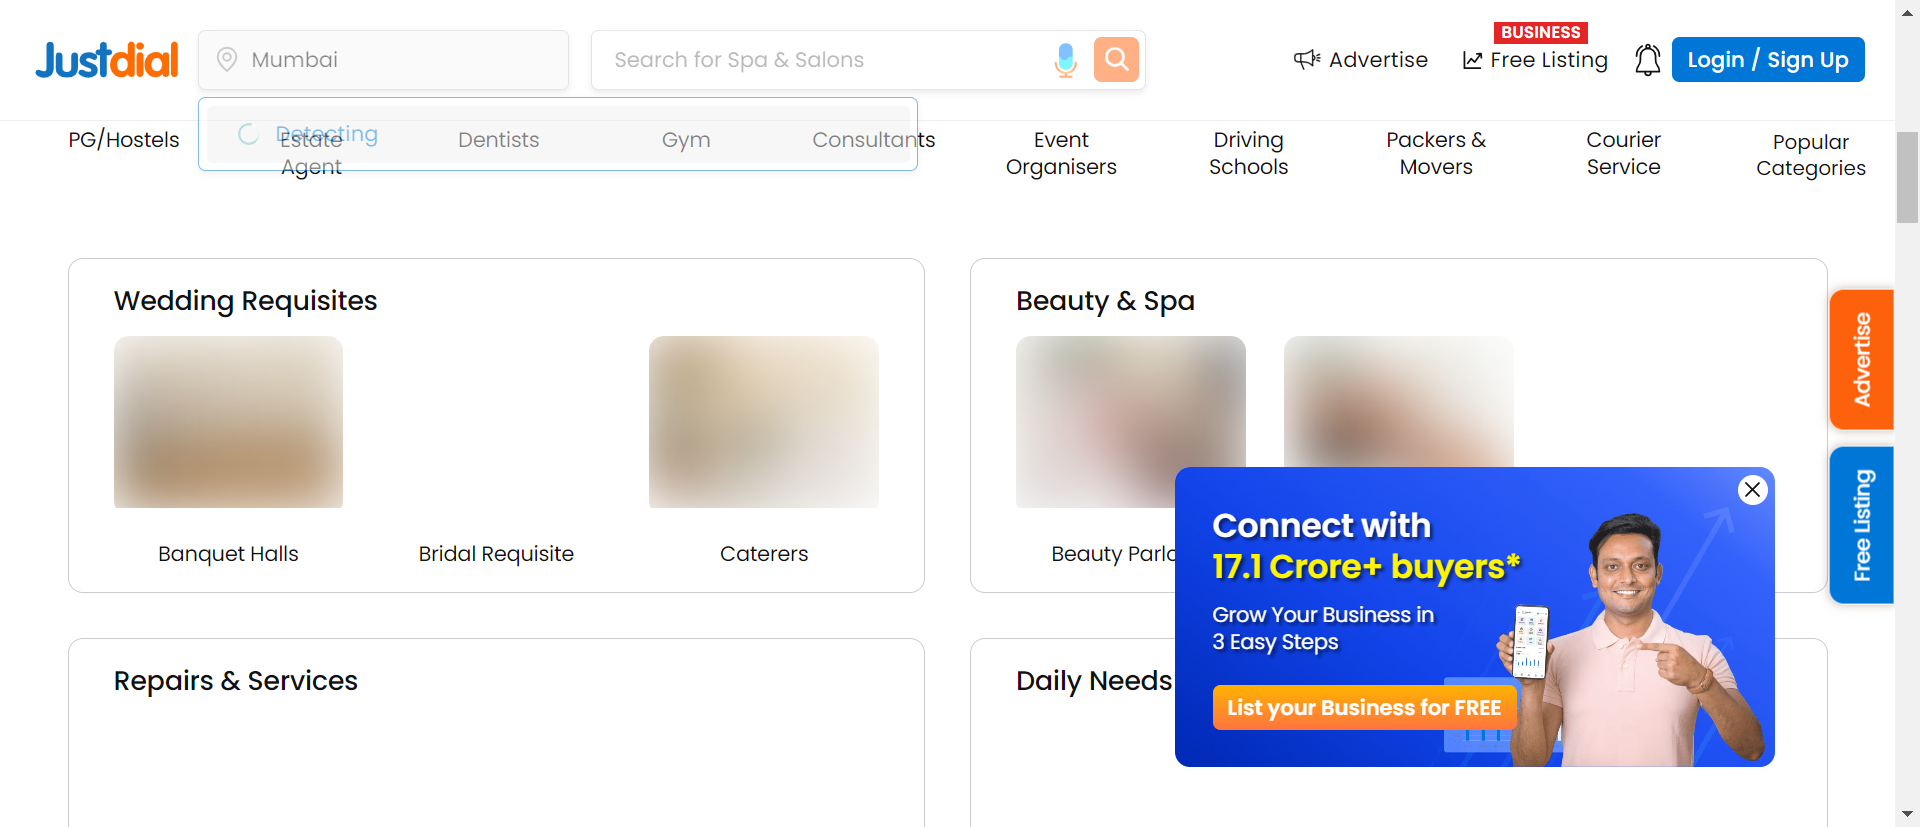 Justdial
Mumbai
Search for Spa & Salons
Advertise
BUSINESS
Free Listing
Login / Sign Up
Detecting
PG/Hostels
Estate
Agent
Dentists
Gym
Consultants
Event
Organisers
Driving
Schools
Packers &
Movers
Courier
Service
Popular
Categories
Wedding Requisites
Banquet Halls
Bridal Requisite
Caterers
Beauty & Spa
Beauty Parlo
Advertise
Free Listing
Connect with
17.1 Crore+ buyers*
Grow Your Business in
3 Easy Steps
List your Business for FREE
Repairs & Services
Daily Needs